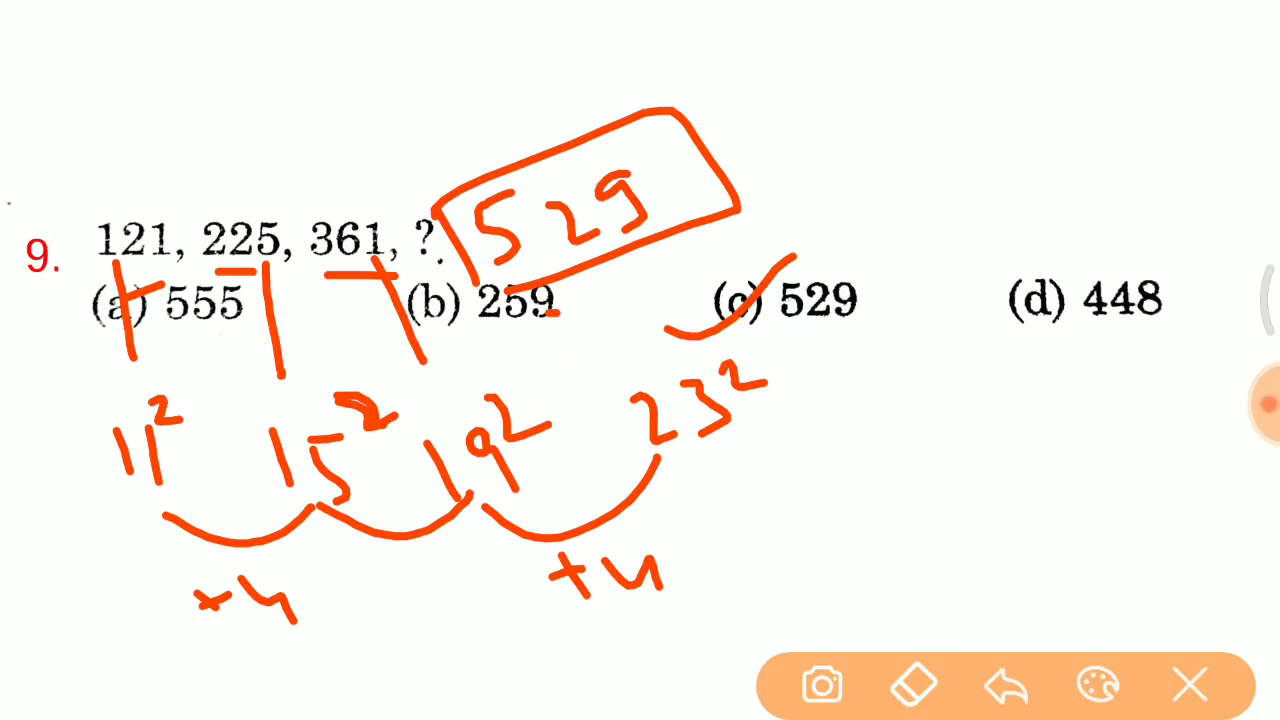 529
9. 121, 225, 361, ?.
(a) 555 (b) 259 (c) 529 (d) 448
11² 15² 19² 23²
+4 +4